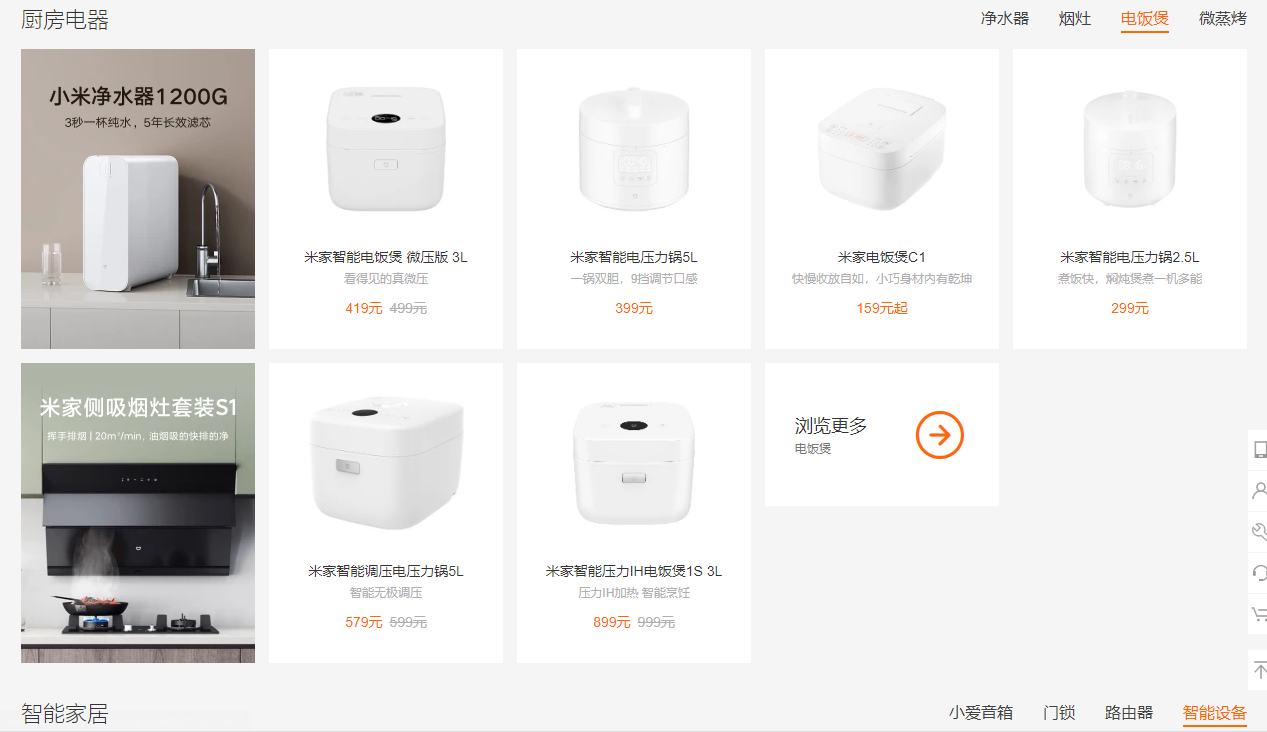 厨房电器
净水器 烟灶 电饭煲 微蒸烤
小米净水器1200G
3秒一杯纯水，5年长效滤芯
米家智能电饭煲 微压版 3L
看得见的真微压
419元 499元
米家智能电压力锅5L
一锅双胆，9挡调节口感
399元
米家电饭煲C1
快慢收放自如，小巧身材内有乾坤
159元起
米家智能电压力锅2.5L
煮饭快，焖炖煲煮一机多能
299元
米家侧吸烟灶套装S1
挥手排烟 | 20m³/min，油烟吸的快排的净
米家智能调压电压力锅5L
智能无极调压
579元 599元
米家智能压力IH电饭煲1S 3L
压力IH加热 智能烹饪
899元 999元
浏览更多
电饭煲
智能家居
小爱音箱 门锁 路由器 智能设备